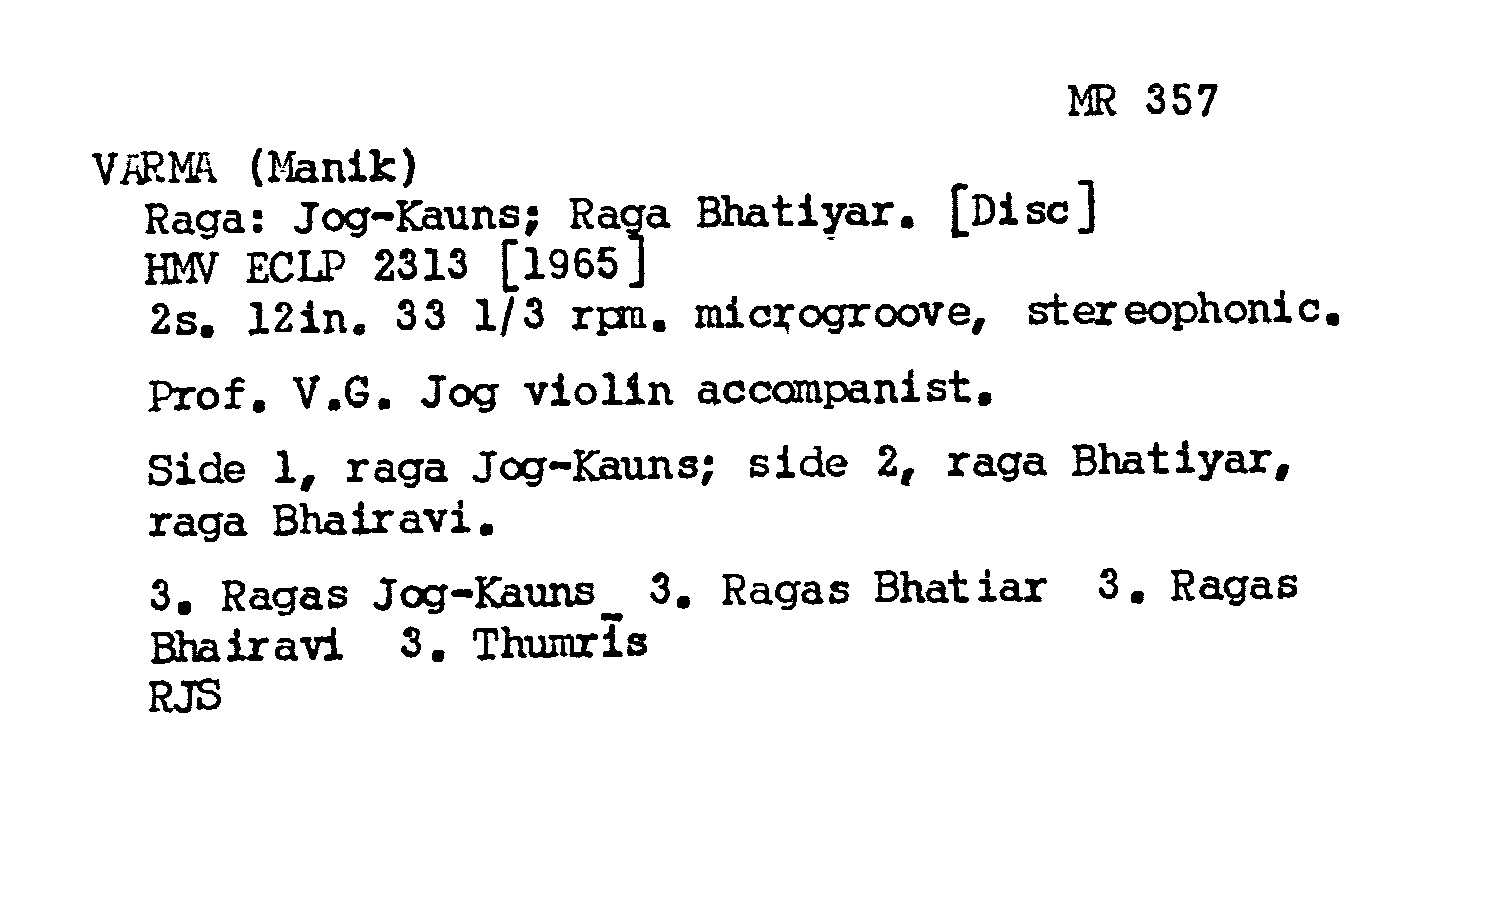 MR 357
VARMA (Manik)
Raga: Jog-Kauns; Raga Bhatiyar. [Disc]
HMV ECLP 2313 [1965]
2s. 12in. 33 1/3 rpm. microgroove, stereophonic.
Prof. V.G. Jog violin accompanist.
Side 1, raga Jog-Kauns; side 2, raga Bhatiyar,
raga Bhairavi.
3. Ragas Jog-Kauns 3. Ragas Bhatiar 3. Ragas
Bhairavi 3. Thumrīs
RJS